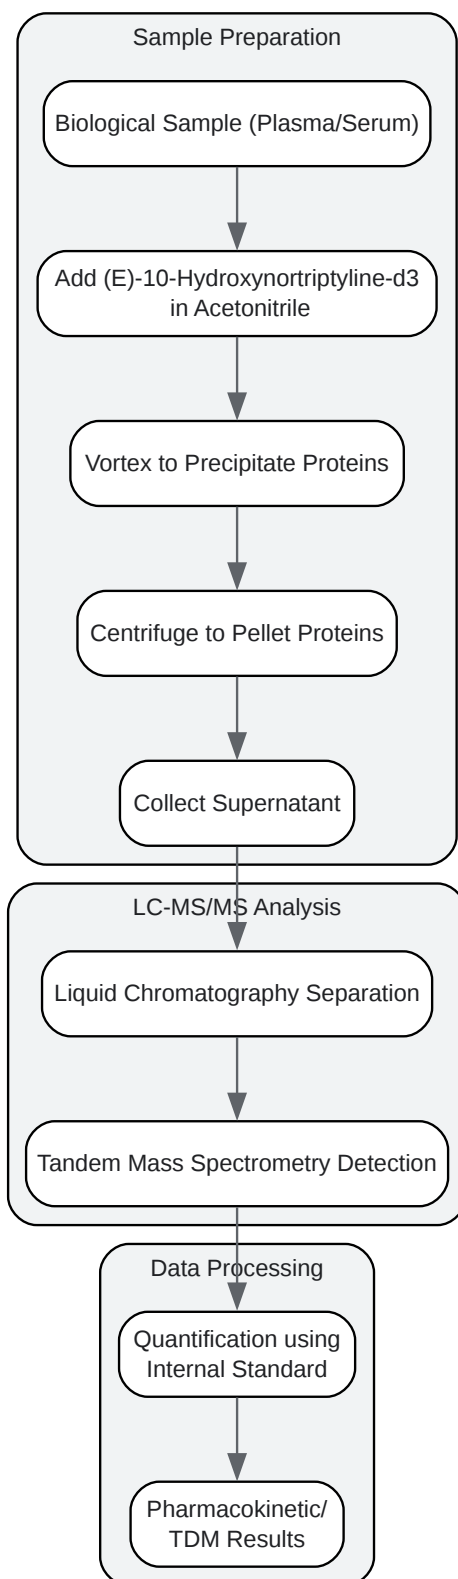 Sample Preparation
Biological Sample (Plasma/Serum)
Add (E)-10-Hydroxynortriptyline-d3
in Acetonitrile
Vortex to Precipitate Proteins
Centrifuge to Pellet Proteins
Collect Supernatant
LC-MS/MS Analysis
Liquid Chromatography Separation
Tandem Mass Spectrometry Detection
Data Processing
Quantification using
Internal Standard
Pharmacokinetic/
TDM Results